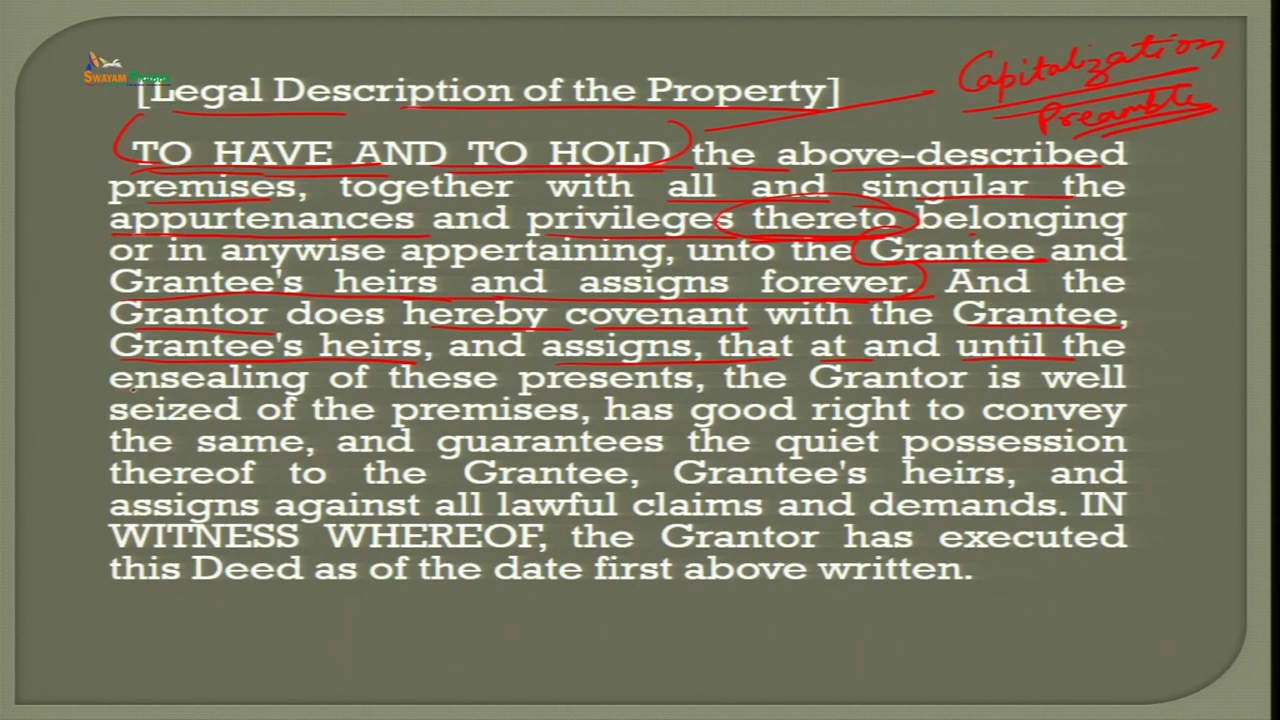 SWAYAM PRABHA
Capitalization
Preamble
[Legal Description of the Property]
TO HAVE AND TO HOLD the above-described
premises, together with all and singular the
appurtenances and privileges thereto belonging
or in anywise appertaining, unto the Grantee and
Grantee's heirs and assigns forever. And the
Grantor does hereby covenant with the Grantee,
Grantee's heirs, and assigns, that at and until the
ensealing of these presents, the Grantor is well
seized of the premises, has good right to convey
the same, and guarantees the quiet possession
thereof to the Grantee, Grantee's heirs, and
assigns against all lawful claims and demands. IN
WITNESS WHEREOF, the Grantor has executed
this Deed as of the date first above written.